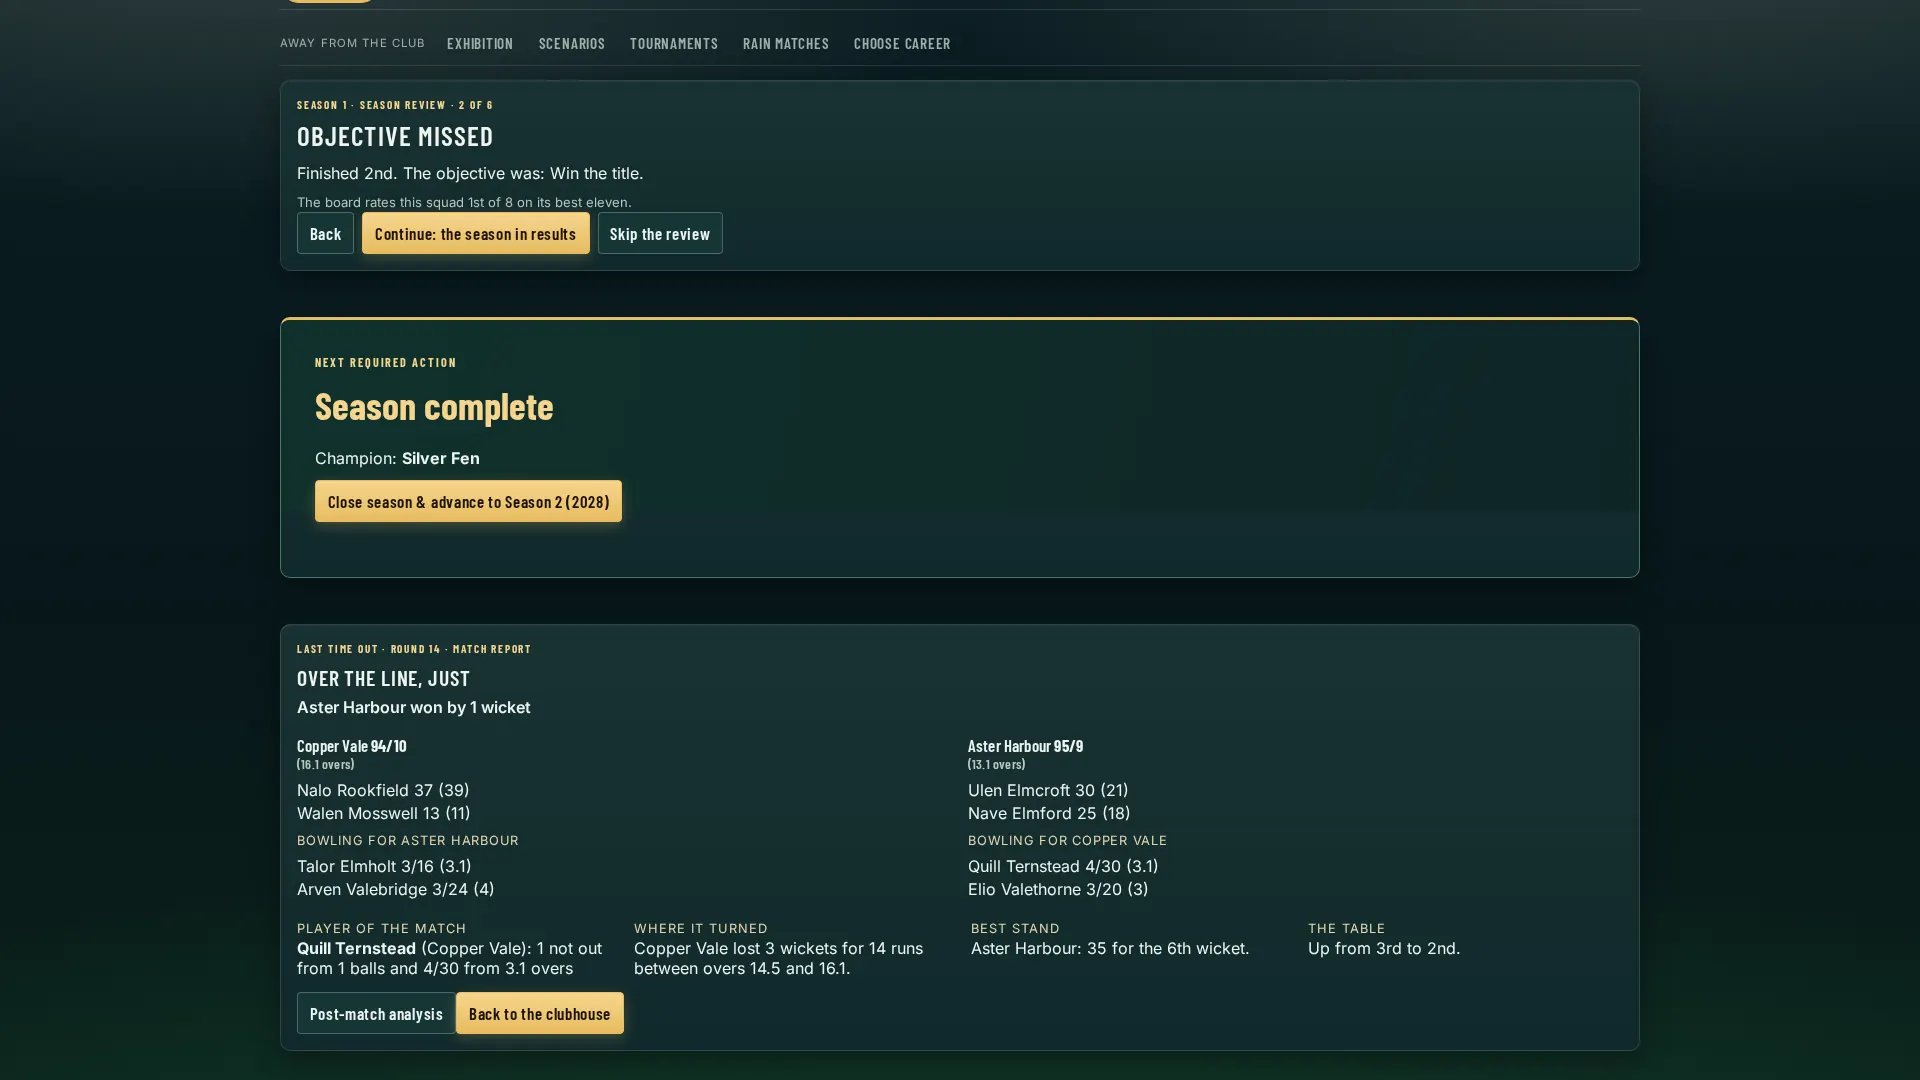 AWAY FROM THE CLUB EXHIBITION SCENARIOS TOURNAMENTS RAIN MATCHES CHOOSE CAREER
SEASON 1 · SEASON REVIEW · 2 OF 6
OBJECTIVE MISSED
Finished 2nd. The objective was: Win the title.
The board rates this squad 1st of 8 on its best eleven.
Back Continue: the season in results Skip the review
NEXT REQUIRED ACTION
Season complete
Champion: Silver Fen
Close season & advance to Season 2 (2028)
LAST TIME OUT · ROUND 14 · MATCH REPORT
OVER THE LINE, JUST
Aster Harbour won by 1 wicket
Copper Vale 94/10
(16.1 overs)
Nalo Rookfield 37 (39)
Walen Mosswell 13 (11)
BOWLING FOR ASTER HARBOUR
Talor Elmholt 3/16 (3.1)
Arven Valebridge 3/24 (4)
Aster Harbour 95/9
(13.1 overs)
Ulen Elmcroft 30 (21)
Nave Elmford 25 (18)
BOWLING FOR COPPER VALE
Quill Ternstead 4/30 (3.1)
Elio Valethorne 3/20 (3)
PLAYER OF THE MATCH
Quill Ternstead (Copper Vale): 1 not out
from 1 balls and 4/30 from 3.1 overs
WHERE IT TURNED
Copper Vale lost 3 wickets for 14 runs
between overs 14.5 and 16.1.
BEST STAND
Aster Harbour: 35 for the 6th wicket.
THE TABLE
Up from 3rd to 2nd.
Post-match analysis Back to the clubhouse